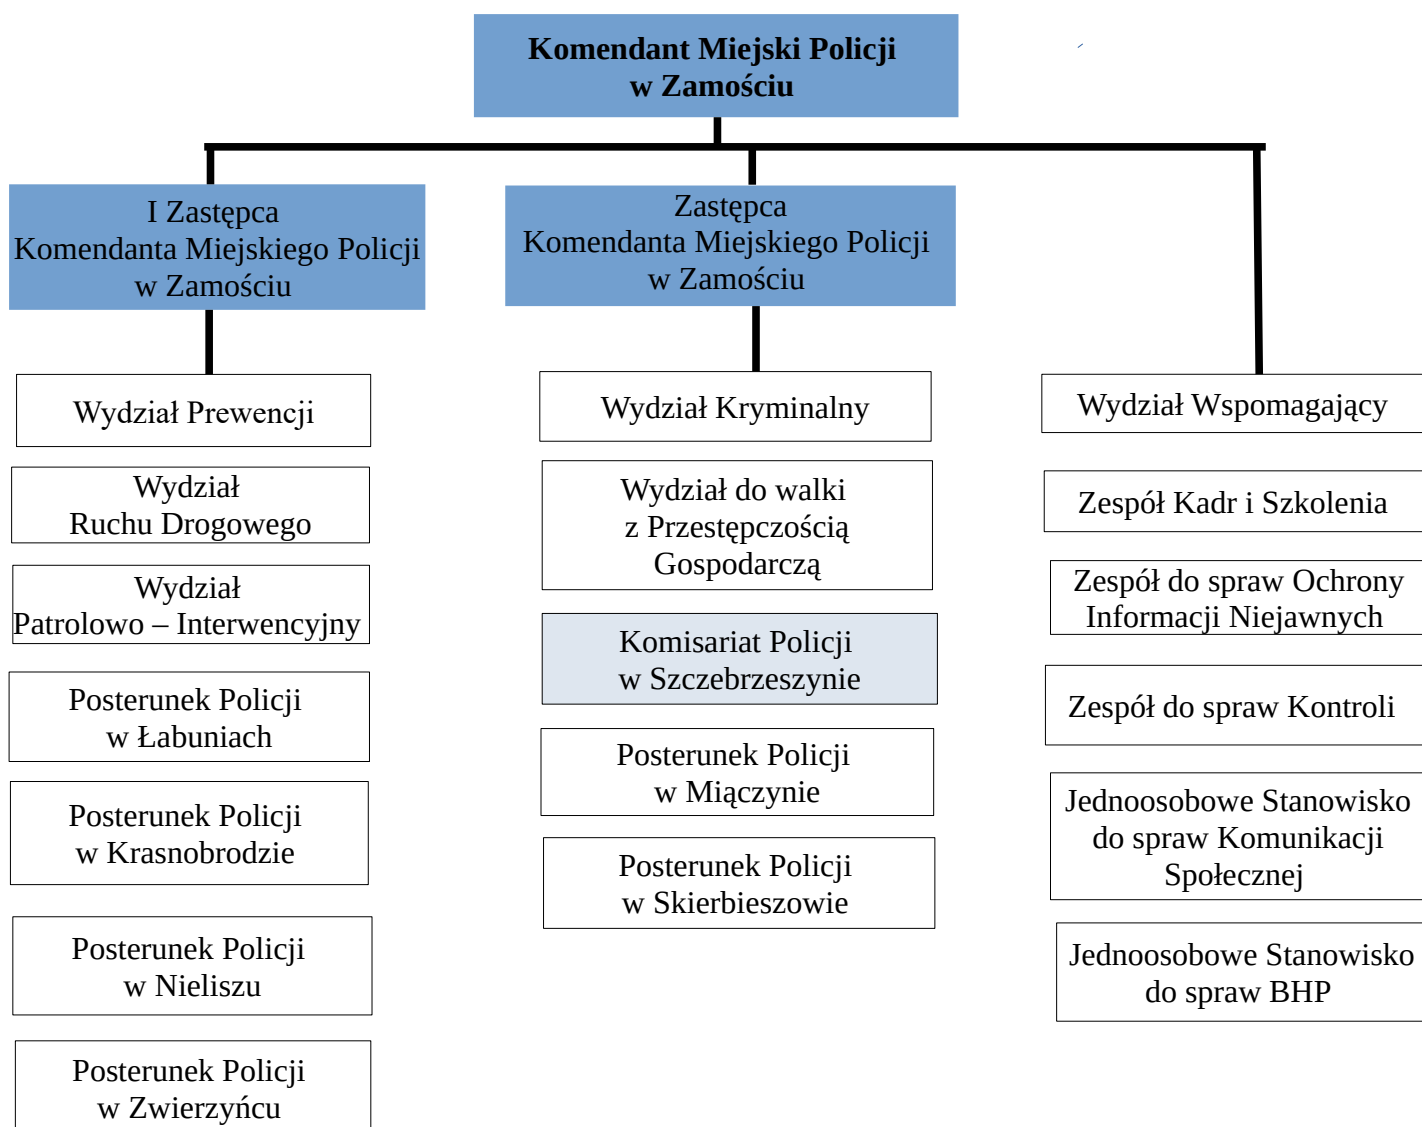 Komendant Miejski Policji
w Zamościu
I Zastępca
Komendanta Miejskiego Policji
w Zamościu
Zastępca
Komendanta Miejskiego Policji
w Zamościu
Wydział Prewencji
Wydział
Ruchu Drogowego
Wydział
Patrolowo – Interwencyjny
Posterunek Policji
w Łabuniach
Posterunek Policji
w Krasnobrodzie
Posterunek Policji
w Nieliszu
Posterunek Policji
w Zwierzyńcu
Wydział Kryminalny
Wydział do walki
z Przestępczością
Gospodarczą
Komisariat Policji
w Szczebrzeszynie
Posterunek Policji
w Miączynie
Posterunek Policji
w Skierbieszowie
Wydział Wspomagający
Zespół Kadr i Szkolenia
Zespół do spraw Ochrony
Informacji Niejawnych
Zespół do spraw Kontroli
Jednoosobowe Stanowisko
do spraw Komunikacji
Społecznej
Jednoosobowe Stanowisko
do spraw BHP